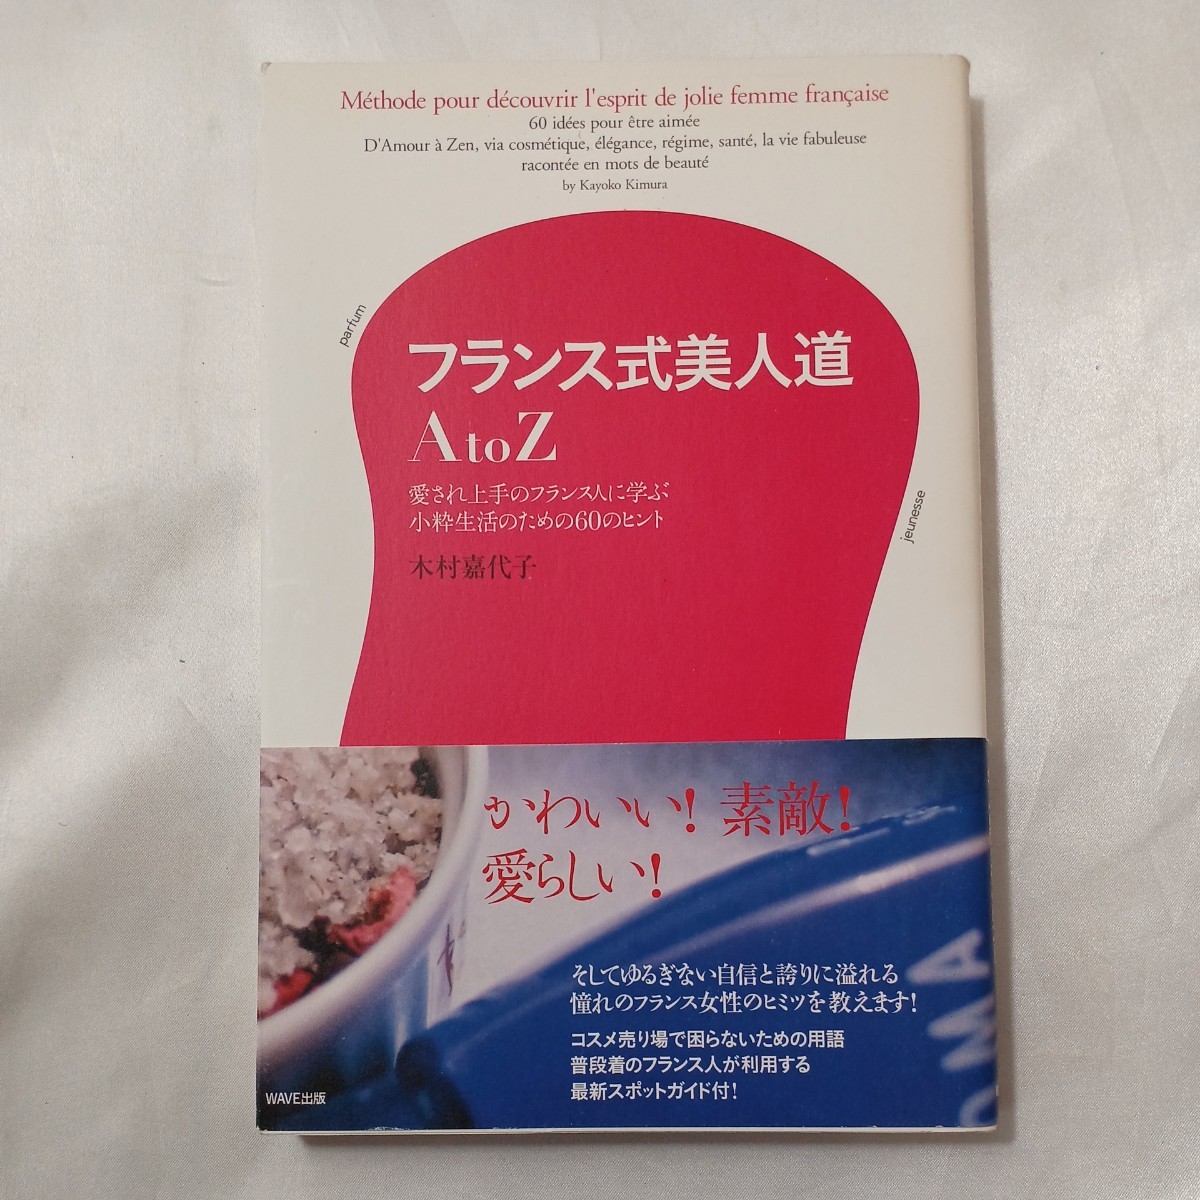 Méthode pour découvrir l'esprit de jolie femme française
60 idées pour être aimée
D'Amour à Zen, via cosmétique, élégance, régime, santé, la vie fabuleuse
racontée en mots de beauté
by Kayoko Kimura
parfum
フランス式美人道
A to Z
愛され上手のフランス人に学ぶ
小粋生活のための60のヒント
木村嘉代子
jeunesse
かわいい! 素敵!
愛らしい!
そしてゆるぎない自信と誇りに溢れる
憧れのフランス女性のヒミツを教えます!
コスメ売り場で困らないための用語
普段着のフランス人が利用する
最新スポットガイド付!
WAVE出版